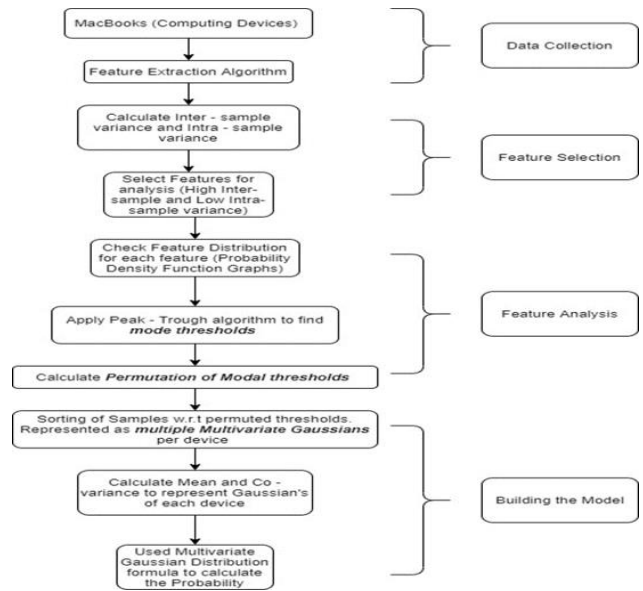 MacBooks (Computing Devices)
Feature Extraction Algorithm
Data Collection
Calculate Inter - sample
variance and Intra - sample
variance
Select Features for
analysis (High Inter-
sample and Low Intra-
sample variance)
Feature Selection
Check Feature Distribution
for each feature (Probability
Density Function Graphs)
Apply Peak - Trough algorithm to find
mode thresholds
Calculate Permutation of Modal thresholds
Feature Analysis
Sorting of Samples w.r.t permuted thresholds.
Represented as multiple Multivariate Gaussians
per device
Calculate Mean and Co -
variance to represent Gaussian's
of each device
Used Multivariate
Gaussian Distribution
formula to calculate
the Probability
Building the Model